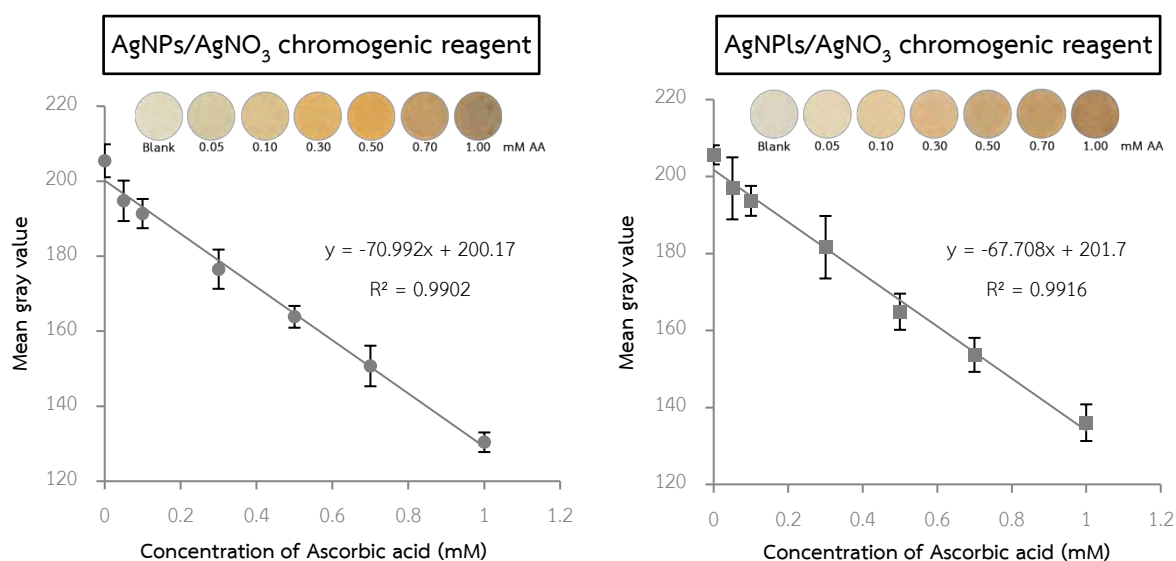 AgNPs/AgNO₃ chromogenic reagent
220
200
180
160
140
120
Mean gray value
Blank 0.05 0.10 0.30 0.50 0.70 1.00 mM AA
y = -70.992x + 200.17
R² = 0.9902
0 0.2 0.4 0.6 0.8 1 1.2
Concentration of Ascorbic acid (mM)
AgNPls/AgNO₃ chromogenic reagent
220
200
180
160
140
120
Mean gray value
Blank 0.05 0.10 0.30 0.50 0.70 1.00 mM AA
y = -67.708x + 201.7
R² = 0.9916
0 0.2 0.4 0.6 0.8 1 1.2
Concentration of Ascorbic acid (mM)